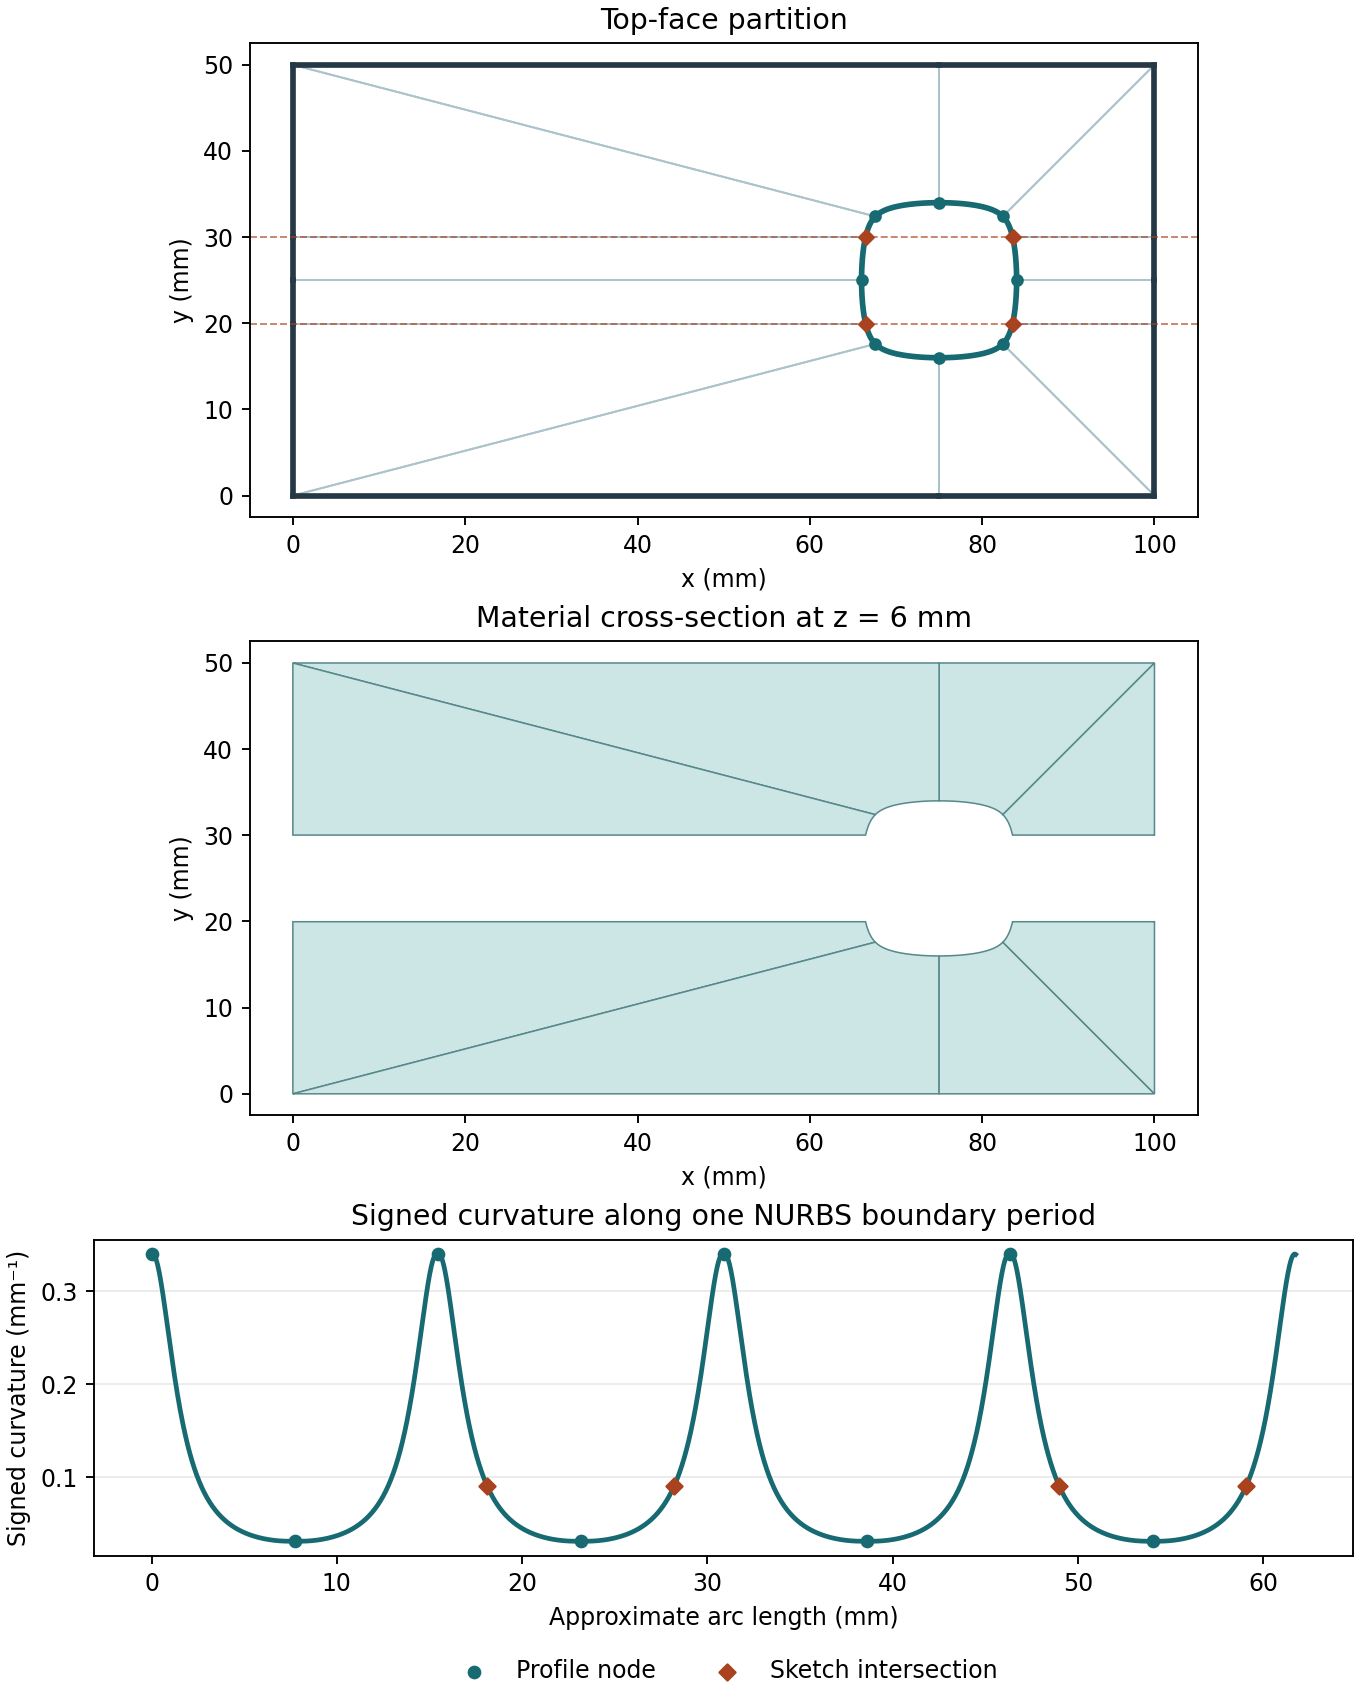 Top-face partition
50
40
30
20
10
0
y (mm)
0 20 40 60 80 100
x (mm)
Material cross-section at z = 6 mm
50
40
30
20
10
0
y (mm)
0 20 40 60 80 100
x (mm)
Signed curvature along one NURBS boundary period
0.3
0.2
0.1
Signed curvature (mm⁻¹)
0 10 20 30 40 50 60
Approximate arc length (mm)
Profile node Sketch intersection